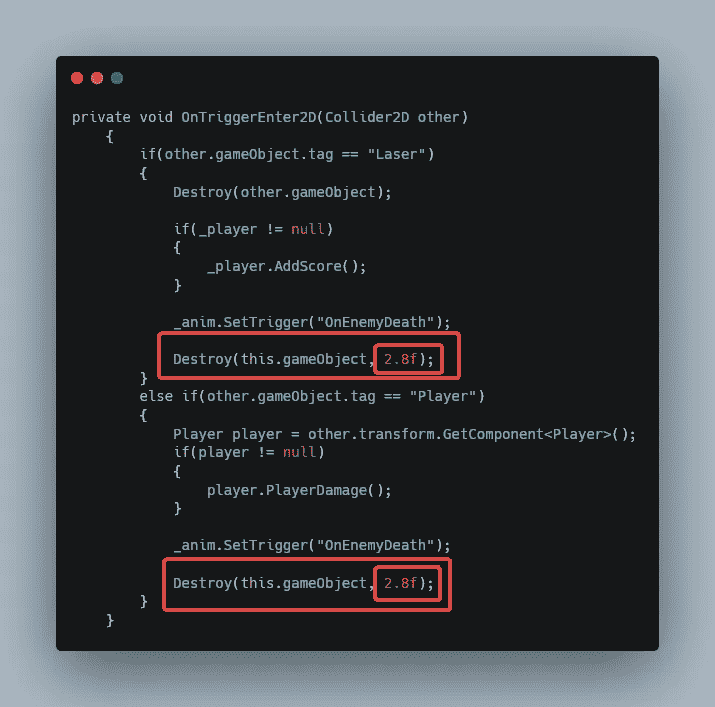 private void OnTriggerEnter2D(Collider2D other)
    {
        if(other.gameObject.tag == "Laser")
        {
            Destroy(other.gameObject);

            if(_player != null)
            {
                _player.AddScore();
            }

            _anim.SetTrigger("OnEnemyDeath");

            Destroy(this.gameObject, 2.8f);
        }
        else if(other.gameObject.tag == "Player")
        {
            Player player = other.transform.GetComponent<Player>();
            if(player != null)
            {
                player.PlayerDamage();
            }

            _anim.SetTrigger("OnEnemyDeath");

            Destroy(this.gameObject, 2.8f);
        }
    }